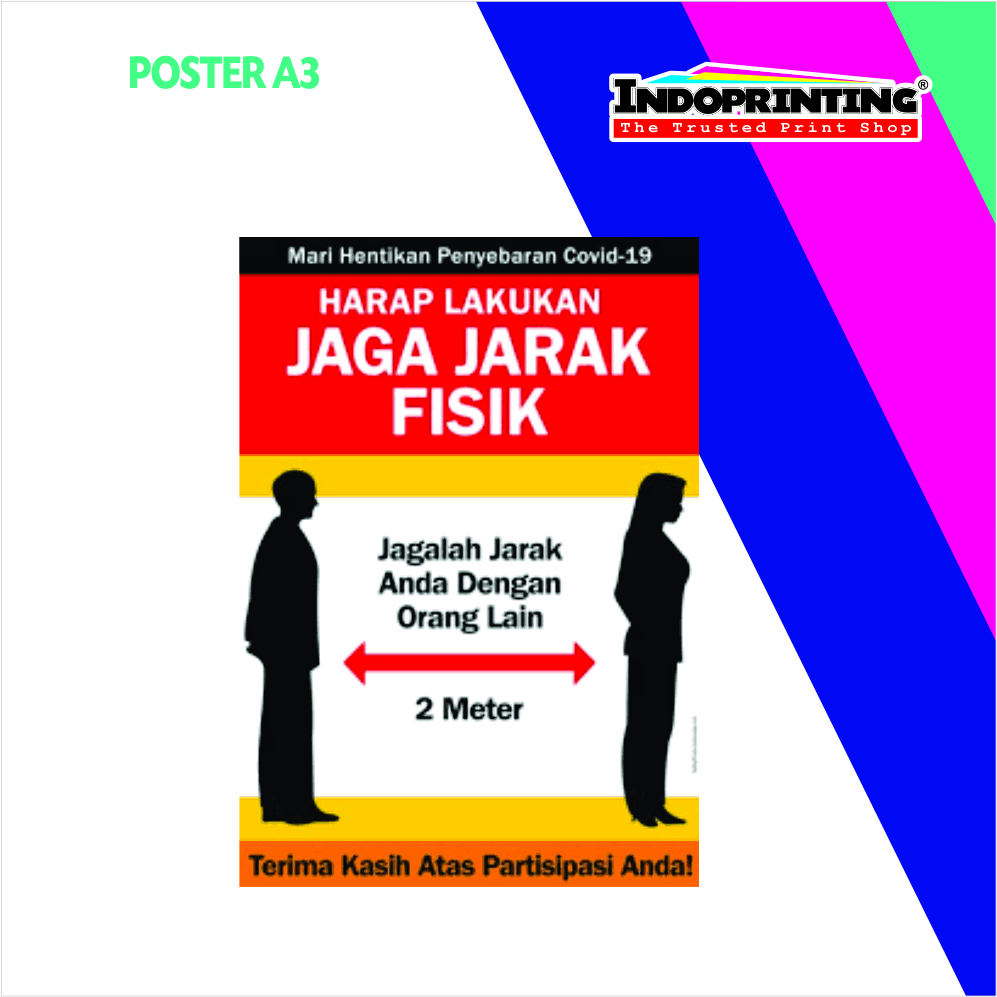 POSTER A3
INDOPRINTING®
The Trusted Print Shop
Mari Hentikan Penyebaran Covid-19
HARAP LAKUKAN
JAGA JARAK
FISIK
Jagalah Jarak
Anda Dengan
Orang Lain
2 Meter
Terima Kasih Atas Partisipasi Anda!